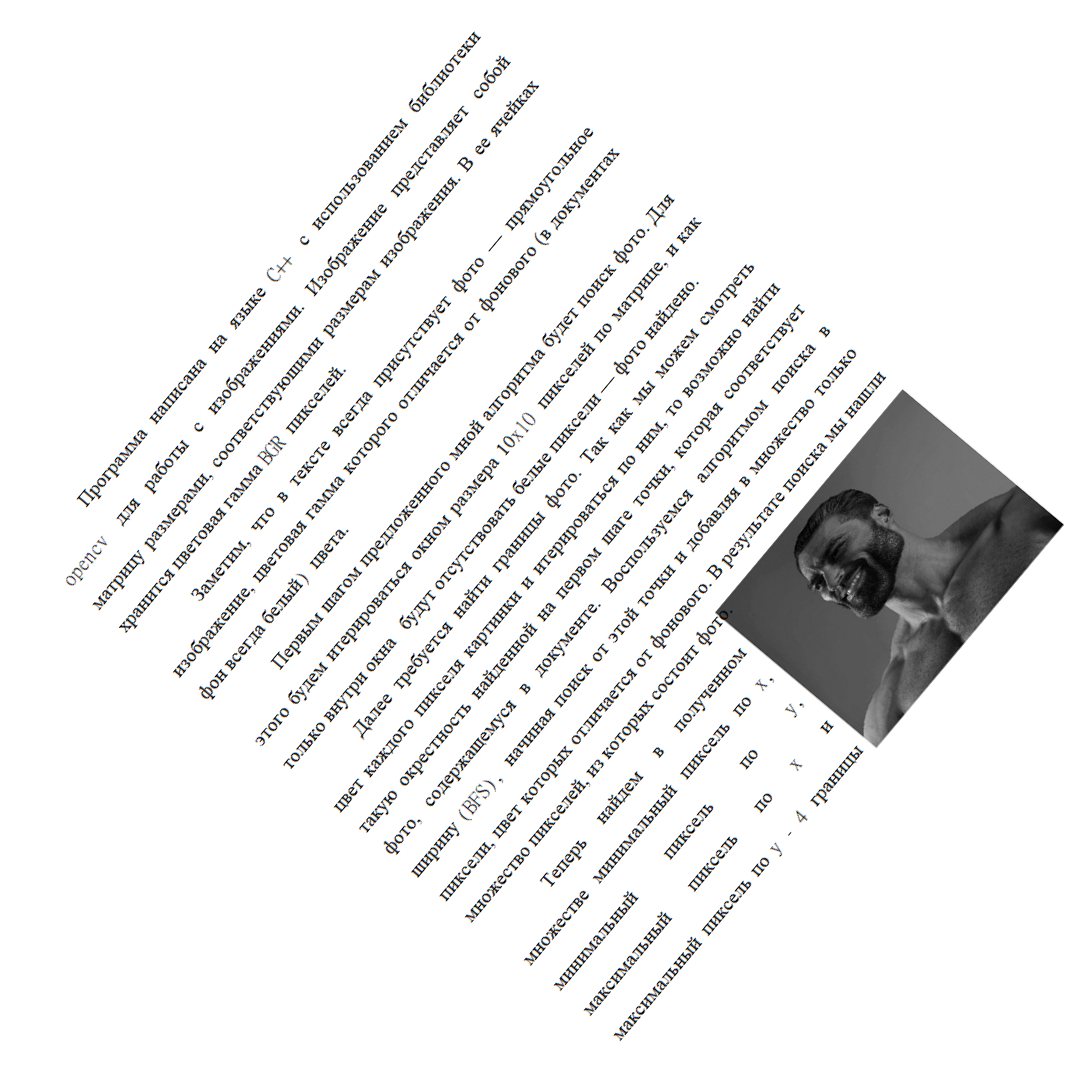 Программа написана на языке C++ с использованием библиотеки
opencv для работы с изображениями. Изображение представляет собой
матрицу размерами, соответствующими размерам изображения. В ее ячейках
хранится цветовая гамма BGR пикселей.
Заметим, что в тексте всегда присутствует фото — прямоугольное
изображение, цветовая гамма которого отличается от фонового (в документах
фон всегда белый) цвета.
Первым шагом предложенного мной алгоритма будет поиск фото. Для
этого будем итерироваться окном размера 10x10 пикселей по матрице, и как
только внутри окна будут отсутствовать белые пиксели — фото найдено.
Далее требуется найти границы фото. Так как мы можем смотреть
цвет каждого пикселя картинки и итерироваться по ним, то возможно найти
такую окрестность найденной на первом шаге точки, которая соответствует
фото, содержащемуся в документе. Воспользуемся алгоритмом поиска в
ширину (BFS), начиная поиск от этой точки и добавляя в множество только
пиксели, цвет которых отличается от фонового. В результате поиска мы нашли
множество пикселей, из которых состоит фото.
Теперь найдем в полученном
множестве минимальный пиксель по x,
минимальный пиксель по y,
максимальный пиксель по x и
максимальный пиксель по y - 4 границы